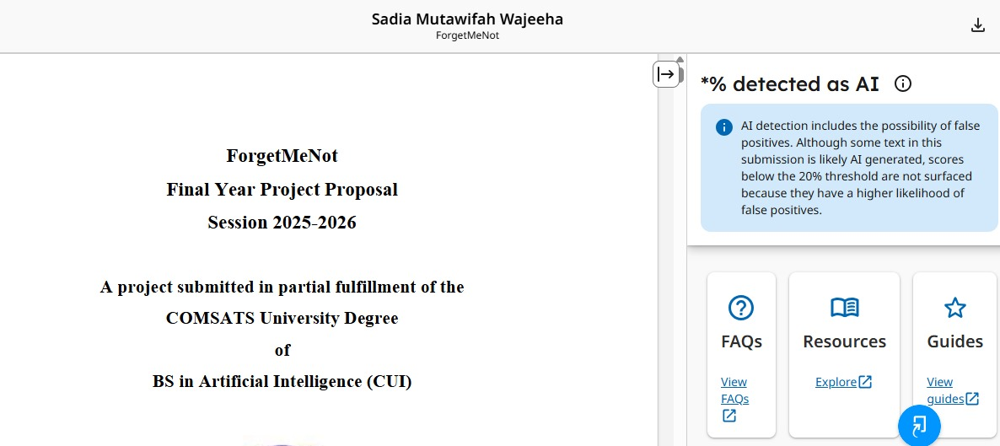 Sadia Mutawifah Wajeeha
ForgetMeNot
ForgetMeNot
Final Year Project Proposal
Session 2025-2026
A project submitted in partial fulfillment of the
COMSATS University Degree
of
BS in Artificial Intelligence (CUI)
*% detected as AI
AI detection includes the possibility of false
positives. Although some text in this
submission is likely AI generated, scores
below the 20% threshold are not surfaced
because they have a higher likelihood of
false positives.
FAQs
View
FAQs
Resources
Explore
Guides
View
guides